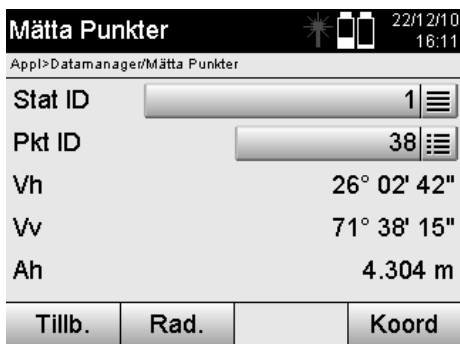 Mätta Punkter 22/12/10
16:11
Appl>Datamanager/Mätta Punkter
Stat ID 1
Pkt ID 38
Vh 26° 02' 42"
Vv 71° 38' 15"
Ah 4.304 m
Tillb. Rad. Koord